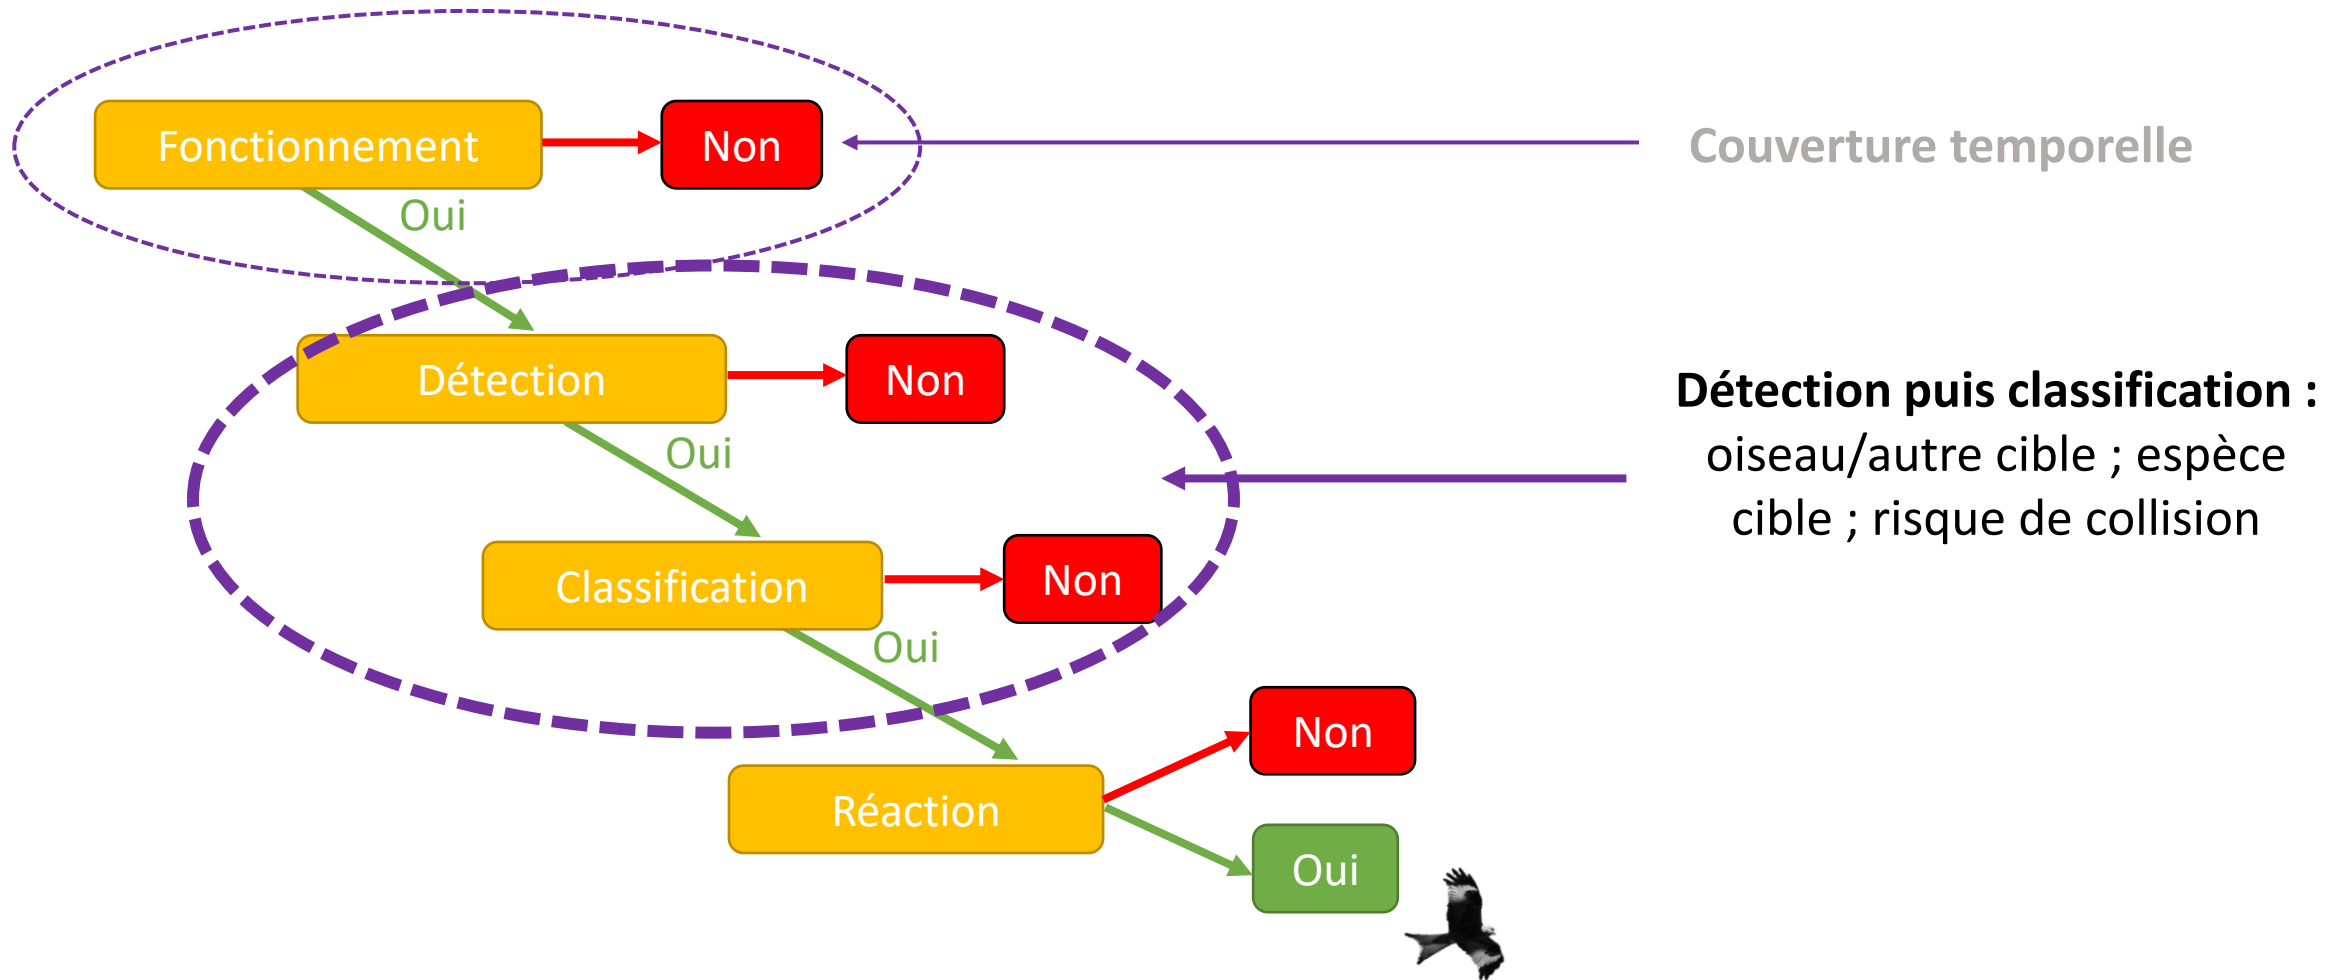 Fonctionnement
Non
Couverture temporelle
Oui
Détection
Non
Détection puis classification :
oiseau/autre cible ; espèce
cible ; risque de collision
Oui
Classification
Non
Oui
Non
Réaction
Oui